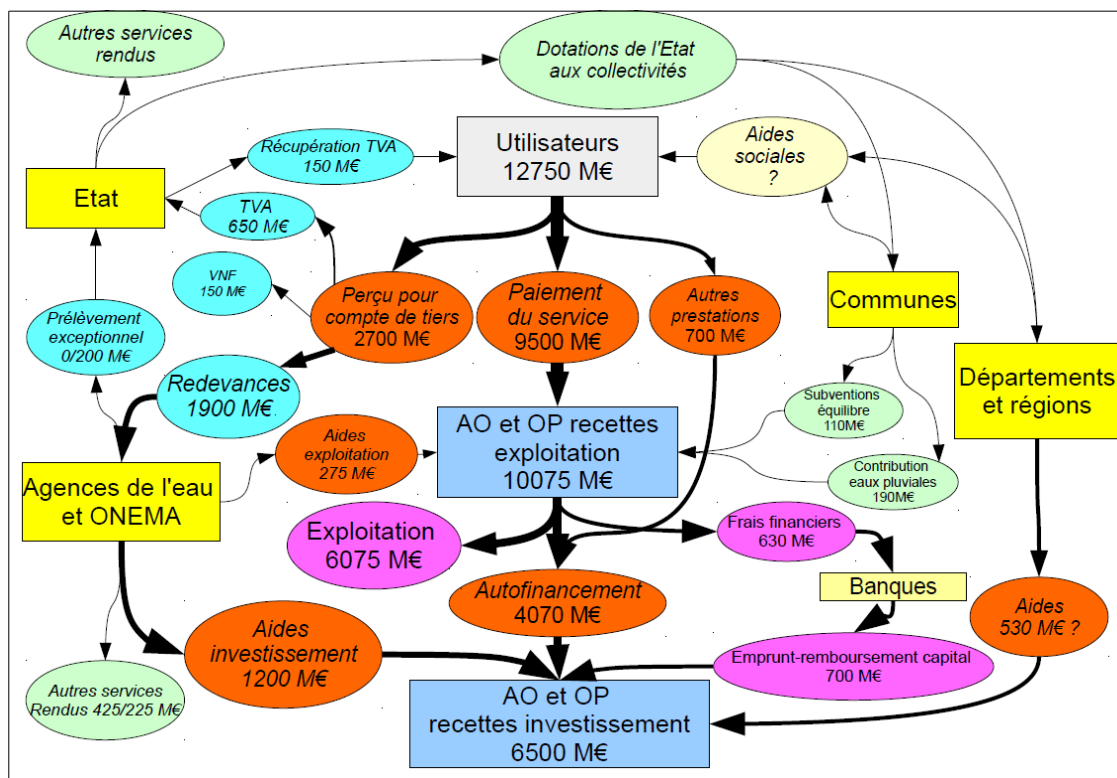 Autres services
rendus
Dotations de l'Etat
aux collectivités
Récupération TVA
150 M€
Utilisateurs
12750 M€
Aides
sociales
?
Etat
TVA
650 M€
VNF
150 M€
Perçu pour
compte de tiers
2700 M€
Paiement
du service
9500 M€
Autres
prestations
700 M€
Communes
Prélèvement
exceptionnel
0/200 M€
Redevances
1900 M€
Départements
et régions
Subventions
équilibre
110M€
Aides
exploitation
275 M€
AO et OP recettes
exploitation
10075 M€
Contribution
eaux pluviales
190M€
Agences de l'eau
et ONEMA
Exploitation
6075 M€
Frais financiers
630 M€
Autofinancement
4070 M€
Banques
Aides
530 M€ ?
Aides
investissement
1200 M€
Emprunt-remboursement capital
700 M€
Autres services
Rendus 425/225 M€
AO et OP
recettes investissement
6500 M€